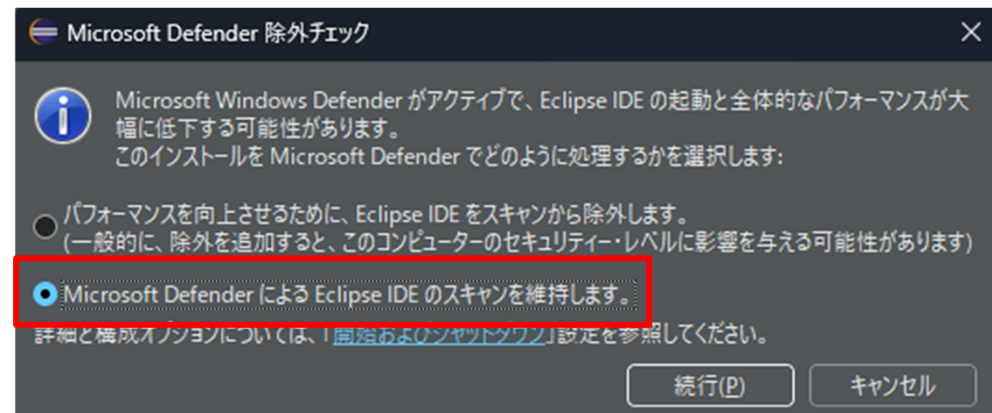 Microsoft Defender 除外チェック
Microsoft Windows Defender がアクティブで、Eclipse IDE の起動と全体的なパフォーマンスが大
幅に低下する可能性があります。
このインストールを Microsoft Defender でどのように処理するかを選択します:
パフォーマンスを向上させるために、Eclipse IDE をスキャンから除外します。
(一般的に、除外を追加すると、このコンピューターのセキュリティー・レベルに影響を与える可能性があります)
Microsoft Defender による Eclipse IDE のスキャンを維持します。
詳細と構成オプションについては、「開始およびシャットダウン」設定を参照してください。
続行(P)
キャンセル